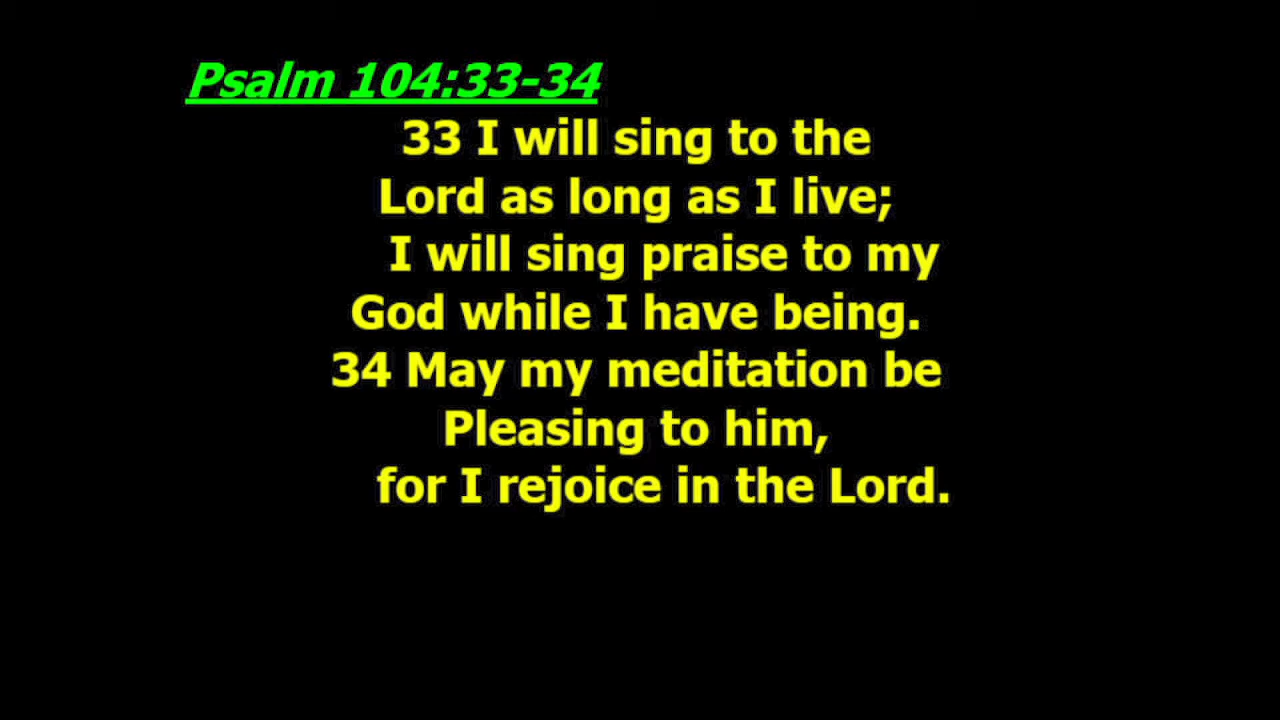 Psalm 104:33-34
33 I will sing to the
Lord as long as I live;
I will sing praise to my
God while I have being.
34 May my meditation be
Pleasing to him,
for I rejoice in the Lord.